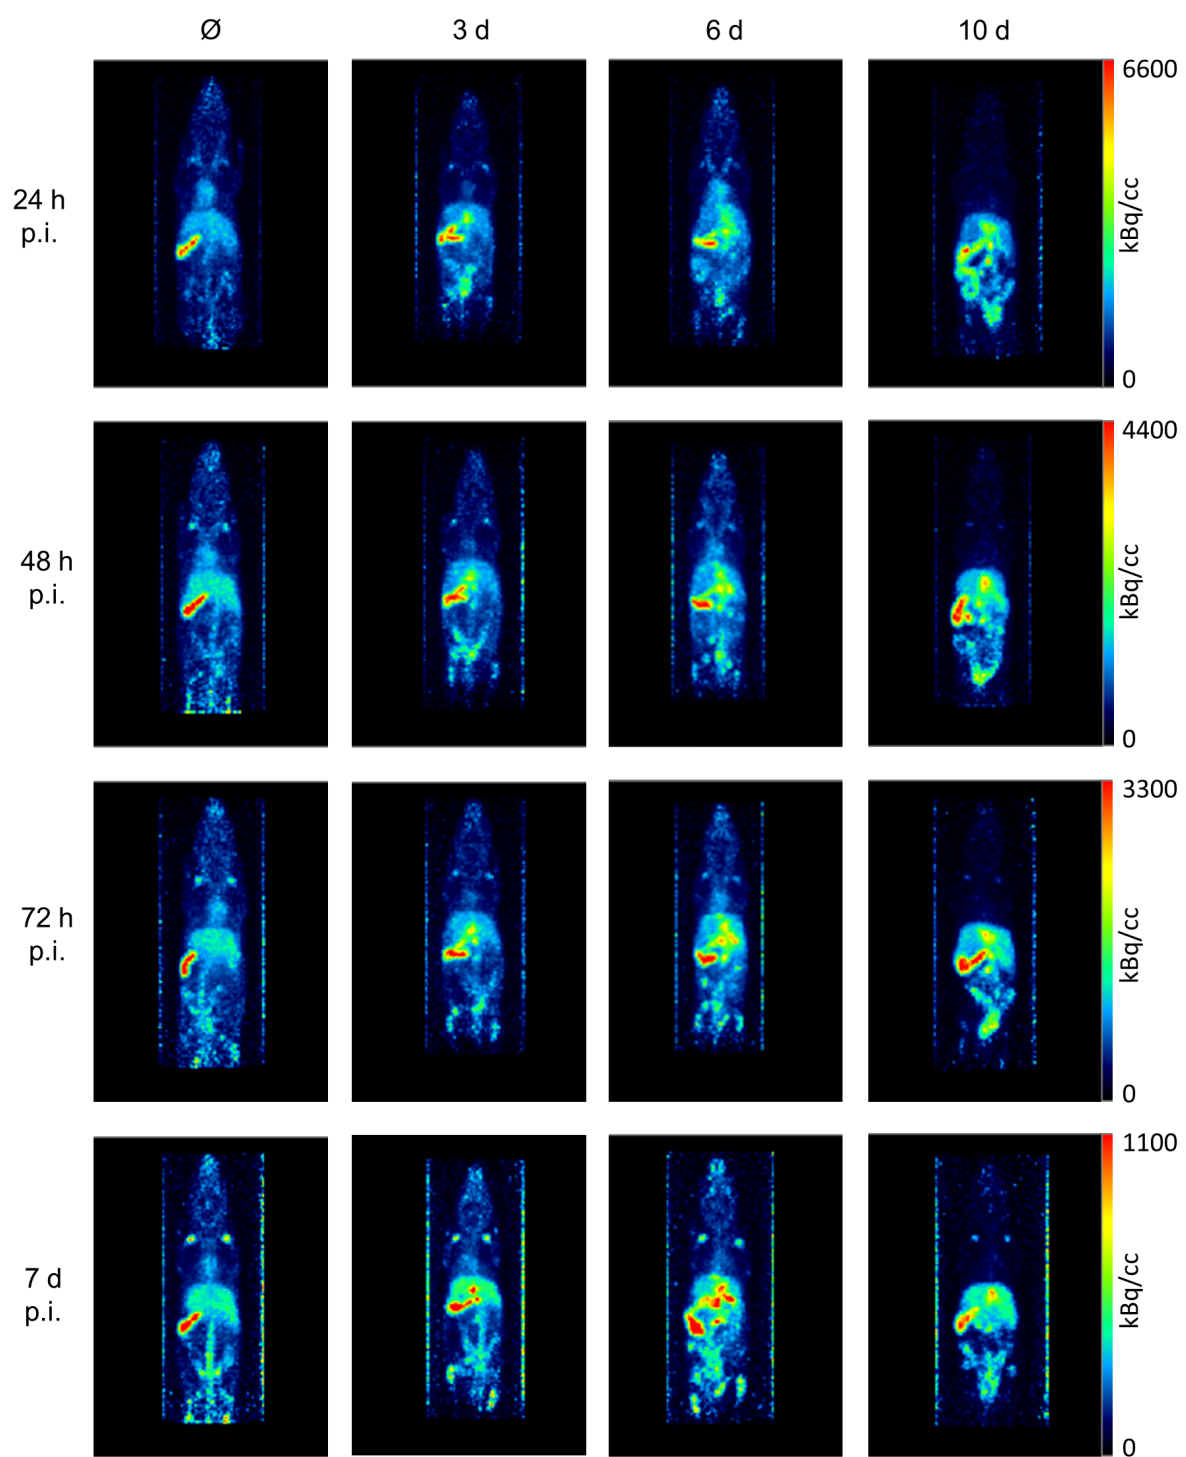 Ø 3 d 6 d 10 d
24 h
p.i.
6600
kBq/cc
0
48 h
p.i.
4400
kBq/cc
0
72 h
p.i.
3300
kBq/cc
0
7 d
p.i.
1100
kBq/cc
0